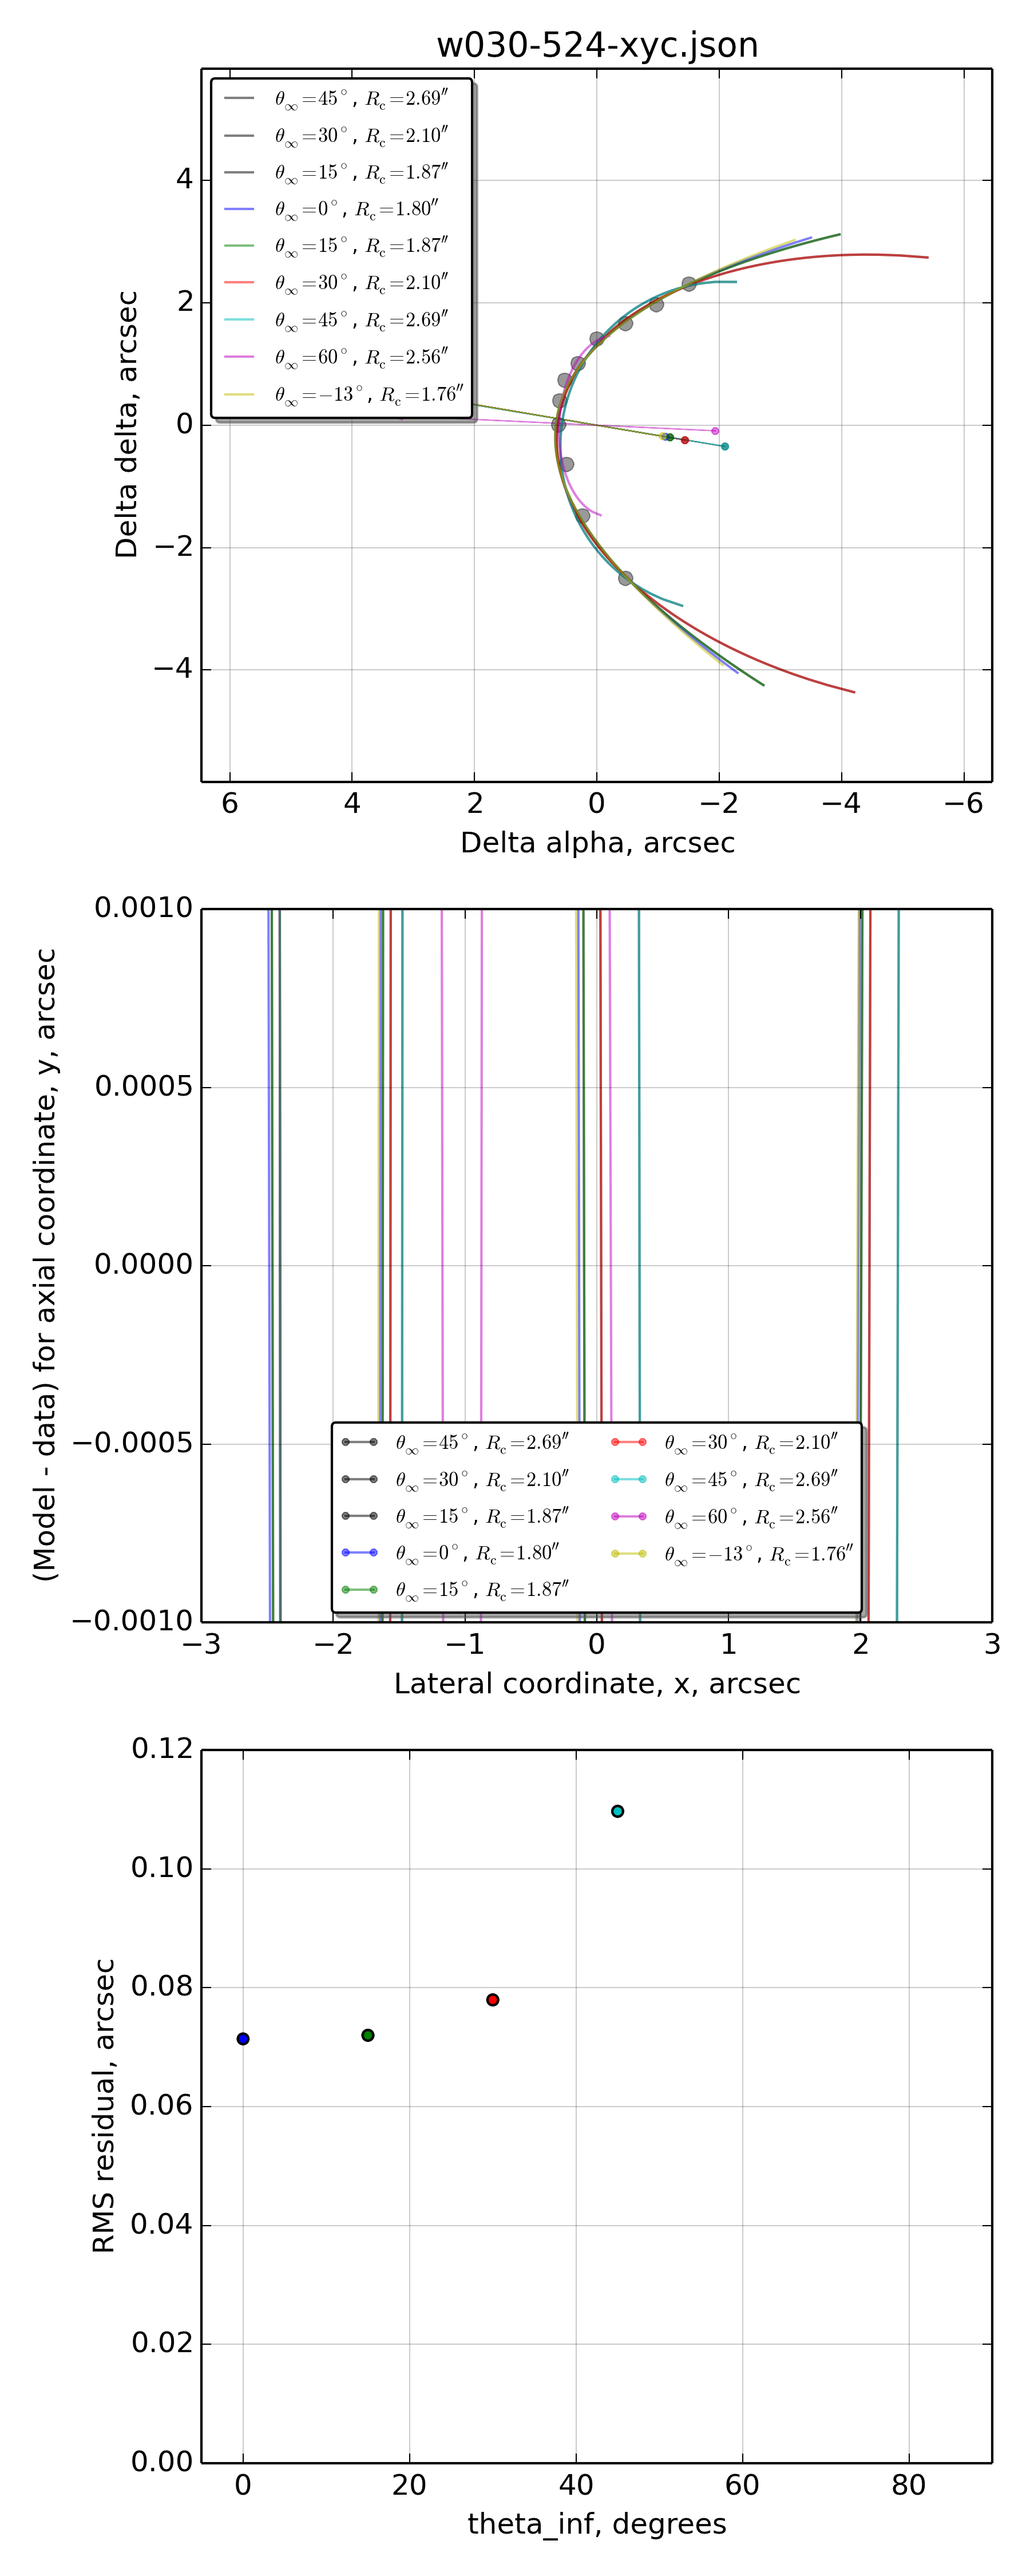 w030-524-xyc.json
θ∞=45°, Rc=2.69″
θ∞=30°, Rc=2.10″
θ∞=15°, Rc=1.87″
θ∞=0°, Rc=1.80″
θ∞=15°, Rc=1.87″
θ∞=30°, Rc=2.10″
θ∞=45°, Rc=2.69″
θ∞=60°, Rc=2.56″
θ∞=−13°, Rc=1.76″
Delta delta, arcsec
4
2
0
−2
−4
6 4 2 0 −2 −4 −6
Delta alpha, arcsec
(Model - data) for axial coordinate, y, arcsec
0.0010
0.0005
0.0000
−0.0005
−0.0010
θ∞=45°, Rc=2.69″
θ∞=30°, Rc=2.10″
θ∞=15°, Rc=1.87″
θ∞=0°, Rc=1.80″
θ∞=15°, Rc=1.87″
θ∞=30°, Rc=2.10″
θ∞=45°, Rc=2.69″
θ∞=60°, Rc=2.56″
θ∞=−13°, Rc=1.76″
−3 −2 −1 0 1 2 3
Lateral coordinate, x, arcsec
RMS residual, arcsec
0.12
0.10
0.08
0.06
0.04
0.02
0.00
0 20 40 60 80
theta_inf, degrees